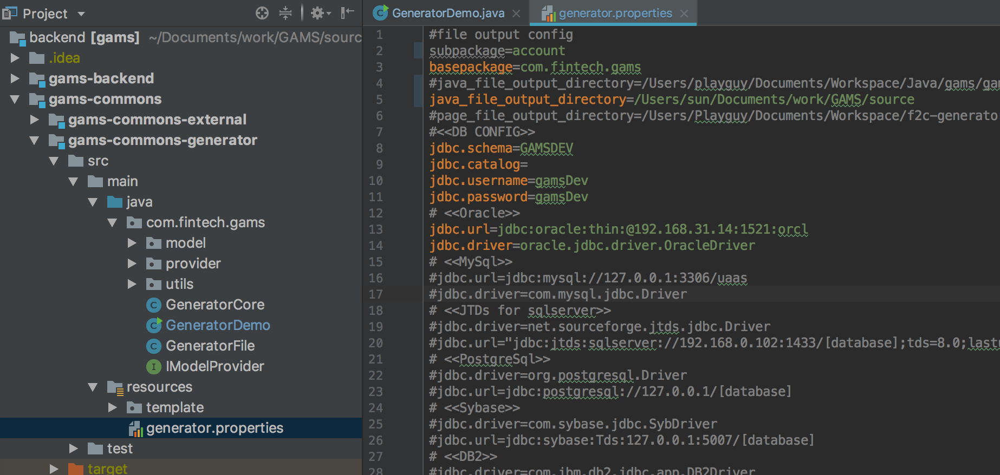 Project
backend [gams] ~/Documents/work/GAMS/sourc
.idea
gams-backend
gams-commons
gams-commons-external
gams-commons-generator
src
main
java
com.fintech.gams
model
provider
utils
GeneratorCore
GeneratorDemo
GeneratorFile
IModelProvider
resources
template
generator.properties
test
target
GeneratorDemo.java
generator.properties
1 #file output config
2 subpackage=account
3 basepackage=com.fintech.gams
4 #java_file_output_directory=/Users/playguy/Documents/Workspace/Java/gams/gam
5 java_file_output_directory=/Users/sun/Documents/work/GAMS/source
6 #page_file_output_directory=/Users/Playguy/Documents/Workspace/f2c-generato
7 #<<DB CONFIG>>
8 jdbc.schema=GAMSDEV
9 jdbc.catalog=
10 jdbc.username=gamsDev
11 jdbc.password=gamsDev
12 # <<Oracle>>
13 jdbc.url=jdbc:oracle:thin:@192.168.31.14:1521:orcl
14 jdbc.driver=oracle.jdbc.driver.OracleDriver
15 # <<MySql>>
16 #jdbc.url=jdbc:mysql://127.0.0.1:3306/uaas
17 #jdbc.driver=com.mysql.jdbc.Driver
18 # <<JTDs for sqlserver>>
19 #jdbc.driver=net.sourceforge.jtds.jdbc.Driver
20 #jdbc.url="jdbc:jtds:sqlserver://192.168.0.102:1433/[database];tds=8.0;lastu
21 # <<PostgreSql>>
22 #jdbc.driver=org.postgresql.Driver
23 #jdbc.url=jdbc:postgresql://127.0.0.1/[database]
24 # <<Sybase>>
25 #jdbc.driver=com.sybase.jdbc.SybDriver
26 #jdbc.url=jdbc:sybase:Tds:127.0.0.1:5007/[database]
27 # <<DB2>>
28 #jdbc.driver=com.ibm.db2.jdbc.app.DB2Driver